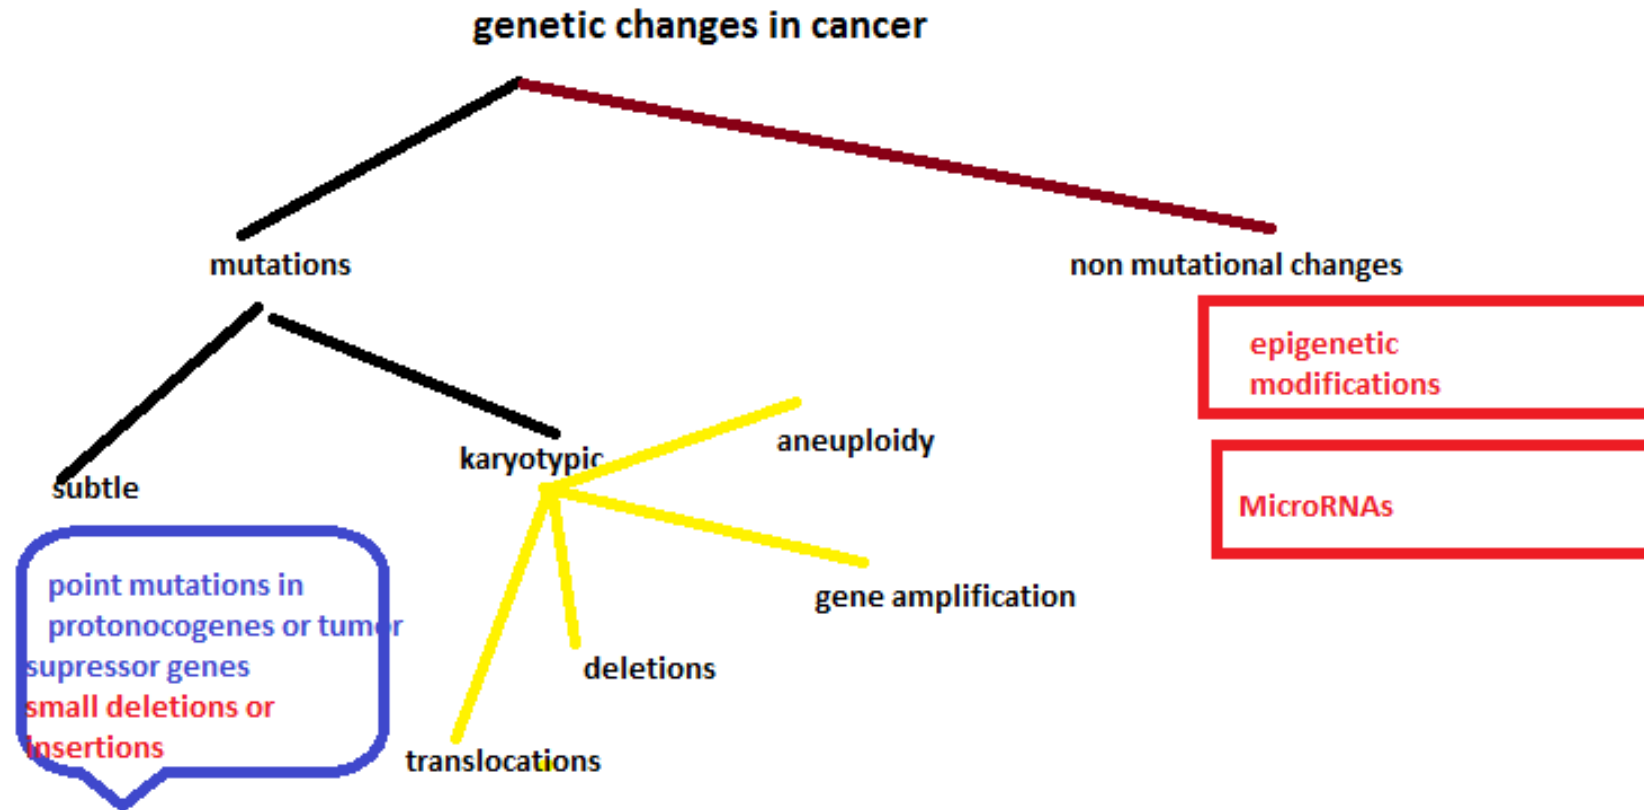 genetic changes in cancer
mutations
non mutational changes
epigenetic
modifications
aneuploidy
karyotypic
subtle
MicroRNAs
point mutations in
protonocogenes or tumor
supressor genes
small deletions or
insertions
gene amplification
deletions
translocations